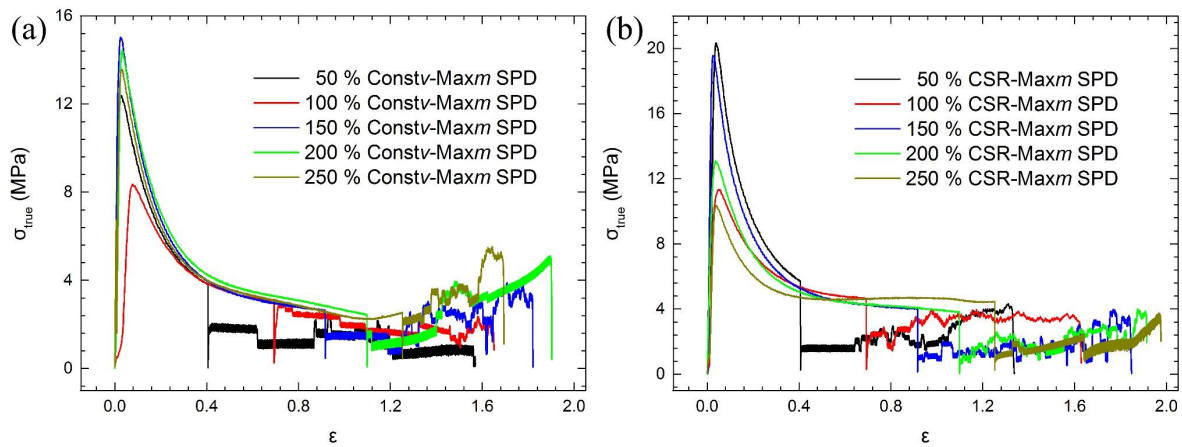 (a)
16
12
8
4
0
σtrue (MPa)
50 % Constv-Maxm SPD
100 % Constv-Maxm SPD
150 % Constv-Maxm SPD
200 % Constv-Maxm SPD
250 % Constv-Maxm SPD
0.0 0.4 0.8 1.2 1.6 2.0
ε
(b)
20
16
12
8
4
0
σtrue (MPa)
50 % CSR-Maxm SPD
100 % CSR-Maxm SPD
150 % CSR-Maxm SPD
200 % CSR-Maxm SPD
250 % CSR-Maxm SPD
0.0 0.4 0.8 1.2 1.6 2.0
ε